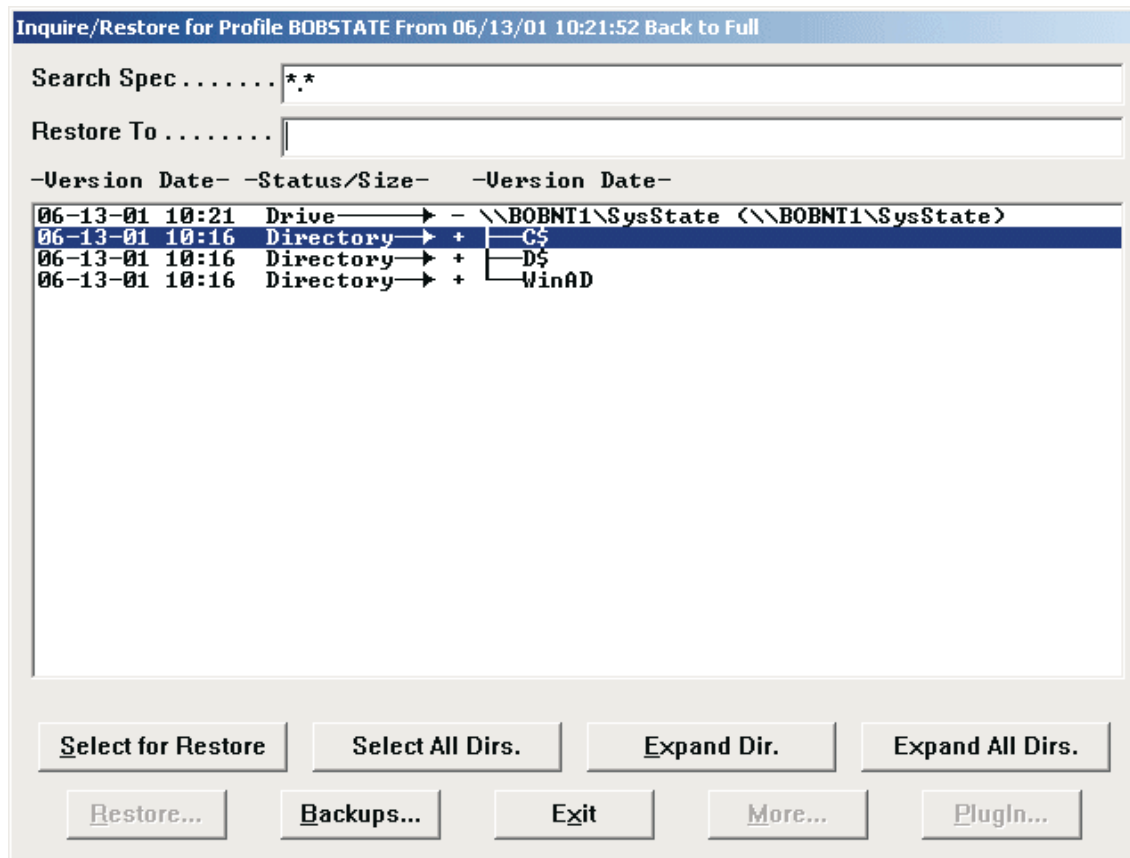 Inquire/Restore for Profile BOBSTATE From 06/13/01 10:21:52 Back to Full
Search Spec . . . . . . . *.*
Restore To . . . . . . . .
-Version Date- -Status/Size- -Version Date-
06-13-01 10:21 Drive - \\BOBNT1\SysState (\\BOBNT1\SysState)
06-13-01 10:16 Directory + C$
06-13-01 10:16 Directory + D$
06-13-01 10:16 Directory + WinAD
Select for Restore Select All Dirs. Expand Dir. Expand All Dirs.
Restore... Backups... Exit More... PlugIn...